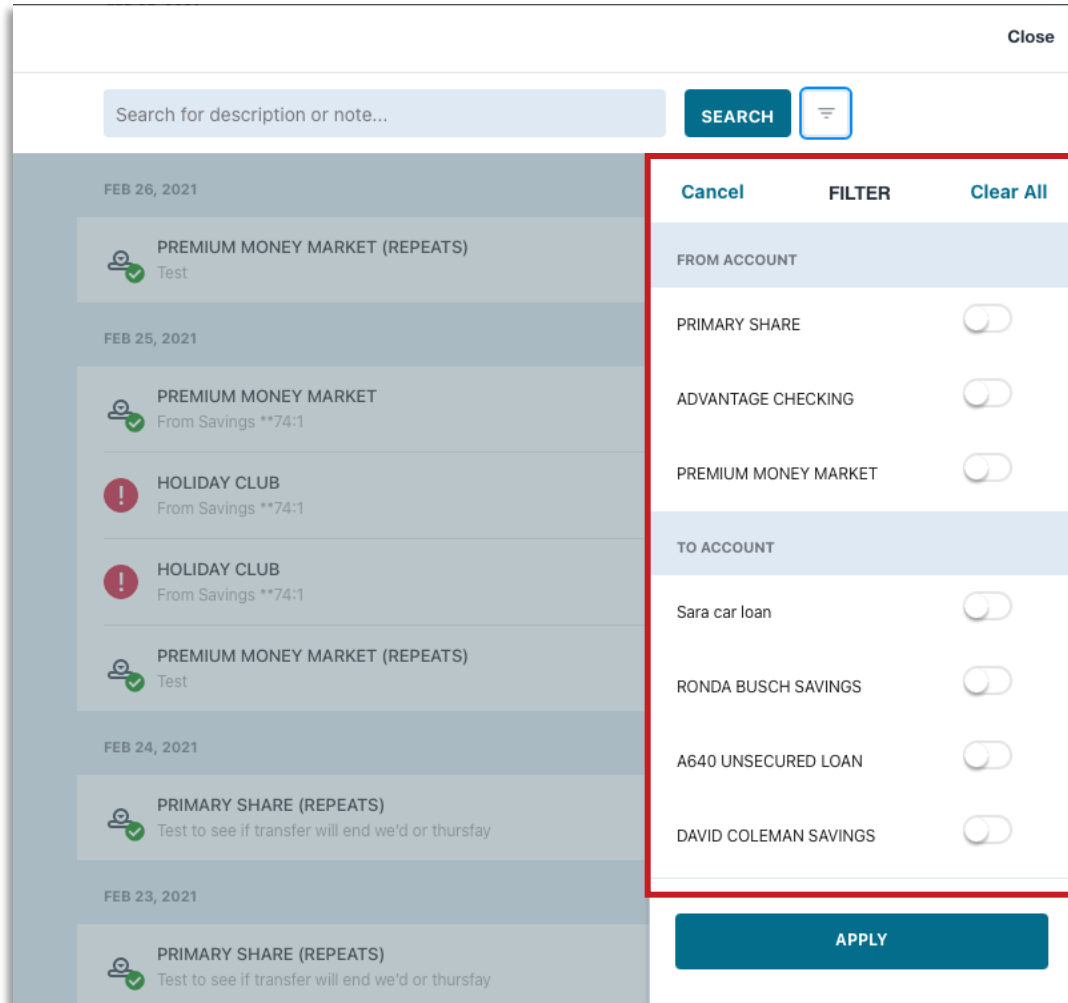 Close
Search for description or note...
SEARCH
FEB 26, 2021
PREMIUM MONEY MARKET (REPEATS)
Test
FEB 25, 2021
PREMIUM MONEY MARKET
From Savings **74:1
HOLIDAY CLUB
From Savings **74:1
HOLIDAY CLUB
From Savings **74:1
PREMIUM MONEY MARKET (REPEATS)
Test
FEB 24, 2021
PRIMARY SHARE (REPEATS)
Test to see if transfer will end we'd or thursfay
FEB 23, 2021
PRIMARY SHARE (REPEATS)
Test to see if transfer will end we'd or thursfay
Cancel FILTER Clear All
FROM ACCOUNT
PRIMARY SHARE
ADVANTAGE CHECKING
PREMIUM MONEY MARKET
TO ACCOUNT
Sara car loan
RONDA BUSCH SAVINGS
A640 UNSECURED LOAN
DAVID COLEMAN SAVINGS
APPLY